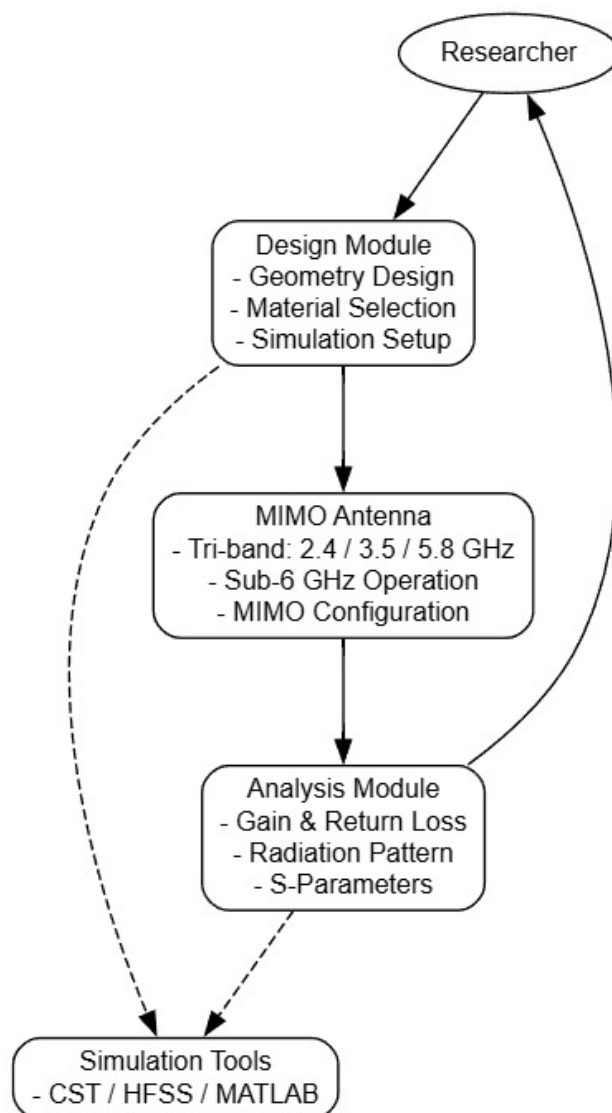 Researcher
Design Module
- Geometry Design
- Material Selection
- Simulation Setup
MIMO Antenna
- Tri-band: 2.4 / 3.5 / 5.8 GHz
- Sub-6 GHz Operation
- MIMO Configuration
Analysis Module
- Gain & Return Loss
- Radiation Pattern
- S-Parameters
Simulation Tools
- CST / HFSS / MATLAB